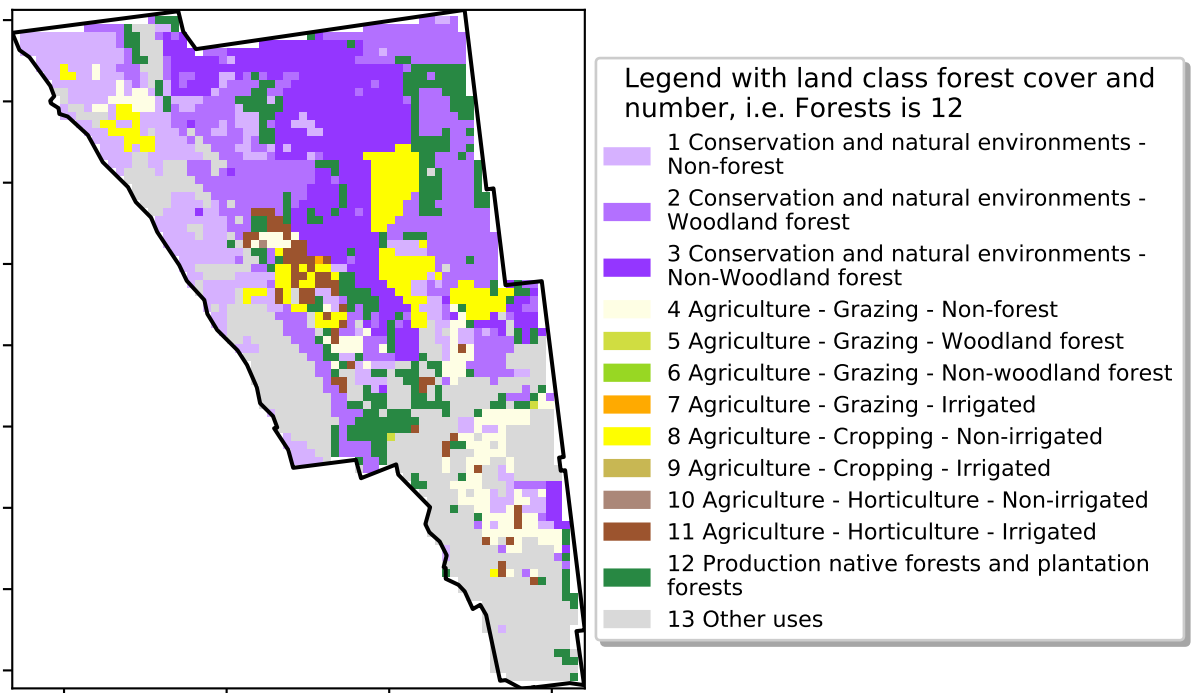 Legend with land class forest cover and
number, i.e. Forests is 12
1 Conservation and natural environments -
Non-forest
2 Conservation and natural environments -
Woodland forest
3 Conservation and natural environments -
Non-Woodland forest
4 Agriculture - Grazing - Non-forest
5 Agriculture - Grazing - Woodland forest
6 Agriculture - Grazing - Non-woodland forest
7 Agriculture - Grazing - Irrigated
8 Agriculture - Cropping - Non-irrigated
9 Agriculture - Cropping - Irrigated
10 Agriculture - Horticulture - Non-irrigated
11 Agriculture - Horticulture - Irrigated
12 Production native forests and plantation
forests
13 Other uses